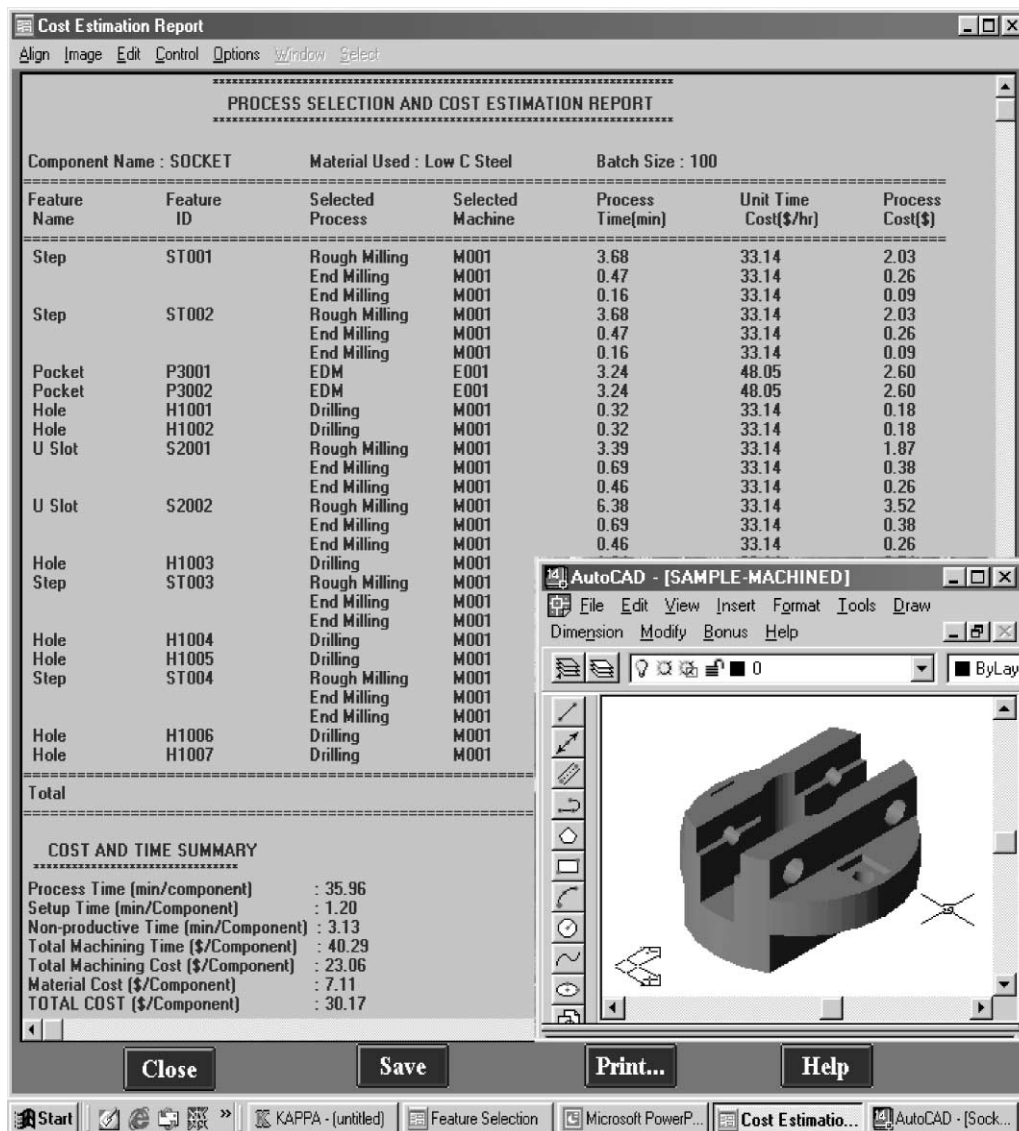 Cost Estimation Report
Align Image Edit Control Options Window Select
************************************************************
PROCESS SELECTION AND COST ESTIMATION REPORT
************************************************************
Component Name : SOCKET Material Used : Low C Steel Batch Size : 100
Feature Feature Selected Selected Process Unit Time Process
Name ID Process Machine Time(min) Cost($/hr) Cost($)
Step ST001 Rough Milling M001 3.68 33.14 2.03
End Milling M001 0.47 33.14 0.26
End Milling M001 0.16 33.14 0.09
Step ST002 Rough Milling M001 3.68 33.14 2.03
End Milling M001 0.47 33.14 0.26
End Milling M001 0.16 33.14 0.09
Pocket P3001 EDM E001 3.24 48.05 2.60
Pocket P3002 EDM E001 3.24 48.05 2.60
Hole H1001 Drilling M001 0.32 33.14 0.18
Hole H1002 Drilling M001 0.32 33.14 0.18
U Slot S2001 Rough Milling M001 3.39 33.14 1.87
End Milling M001 0.69 33.14 0.38
End Milling M001 0.46 33.14 0.26
U Slot S2002 Rough Milling M001 6.38 33.14 3.52
End Milling M001 0.69 33.14 0.38
End Milling M001 0.46 33.14 0.26
Hole H1003 Drilling M001
Step ST003 Rough Milling M001
End Milling M001
End Milling M001
Hole H1004 Drilling M001
Hole H1005 Drilling M001
Step ST004 Rough Milling M001
End Milling M001
End Milling M001
Hole H1006 Drilling M001
Hole H1007 Drilling M001
Total
COST AND TIME SUMMARY
******************************
Process Time (min/component) : 35.96
Setup Time (min/Component) : 1.20
Non-productive Time (min/Component) : 3.13
Total Machining Time ($/Component) : 40.29
Total Machining Cost ($/Component) : 23.06
Material Cost ($/Component) : 7.11
TOTAL COST ($/Component) : 30.17
AutoCAD - [SAMPLE-MACHINED]
File Edit View Insert Format Tools Draw
Dimension Modify Bonus Help
0 ByLay
Close Save Print... Help
Start » KAPPA - (untitled) Feature Selection Microsoft PowerP... Cost Estimatio... AutoCAD - [Sock...